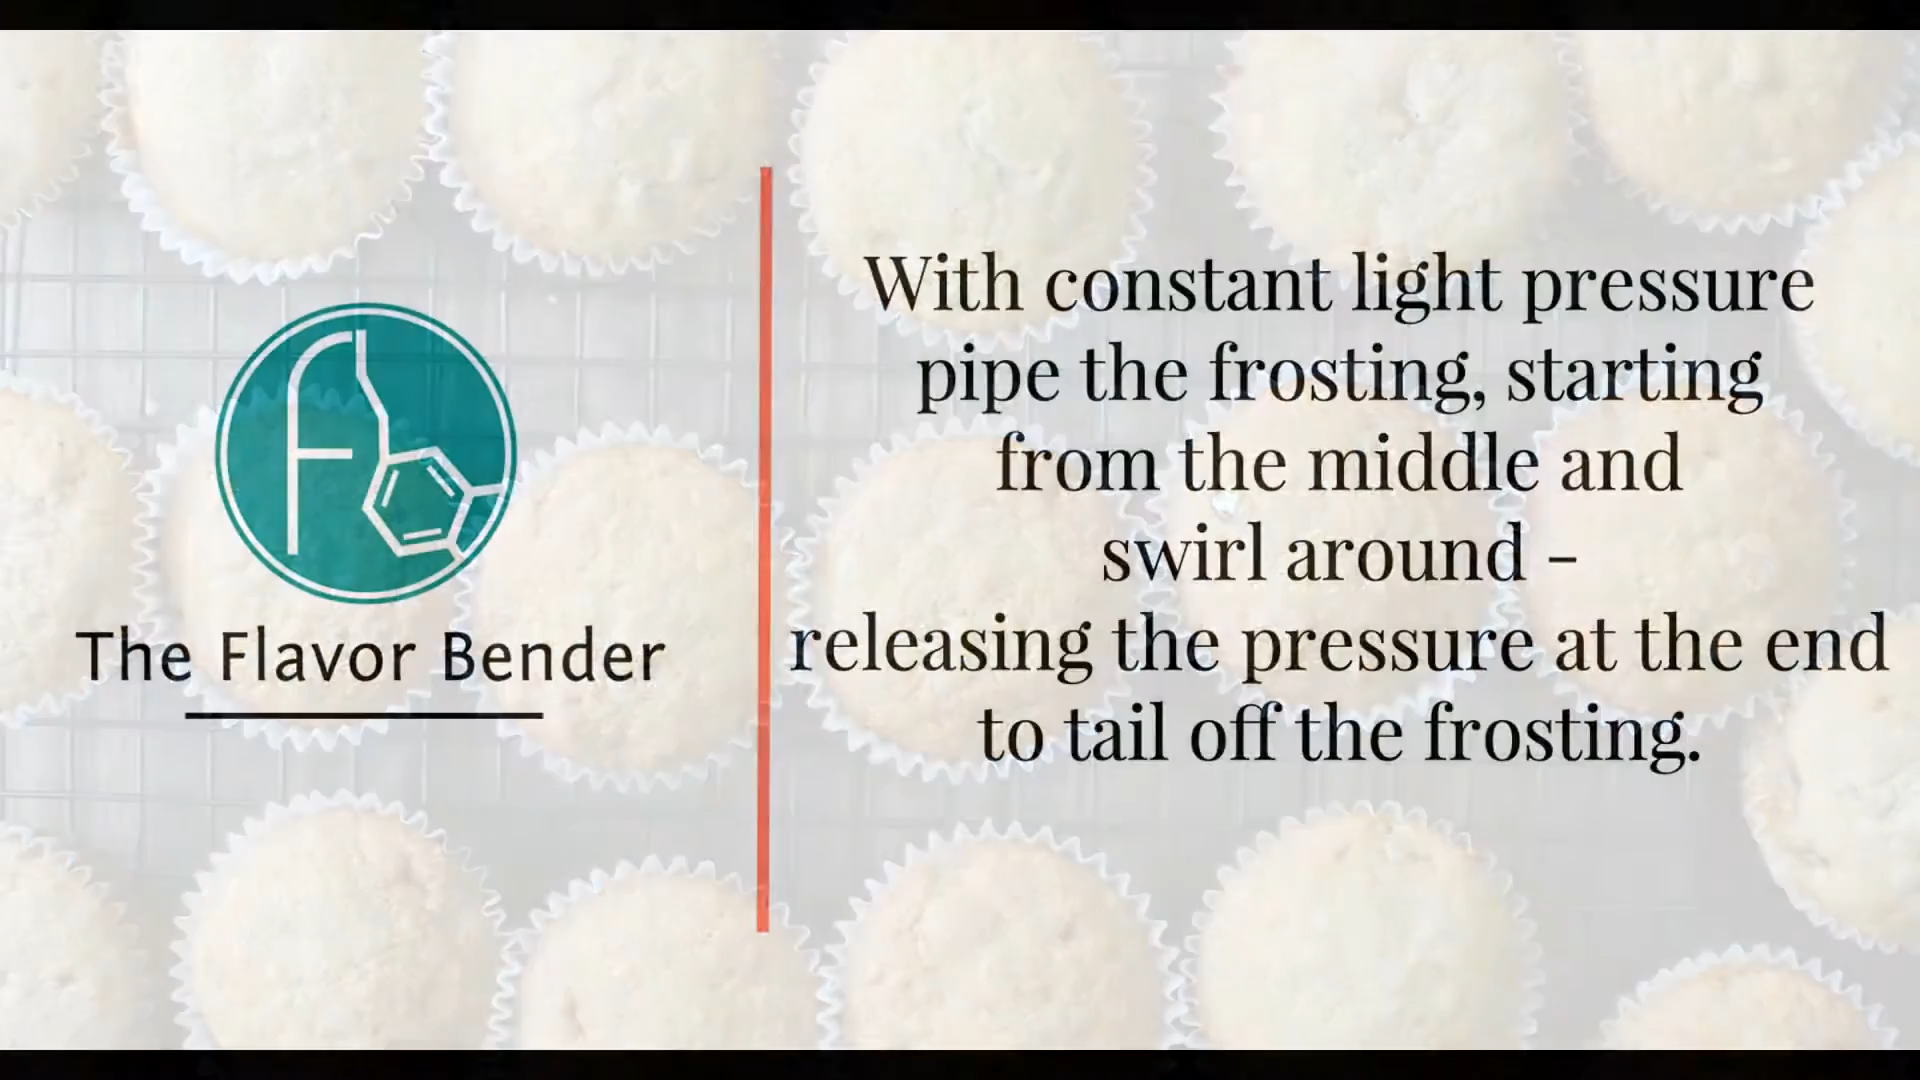 The Flavor Bender
With constant light pressure
pipe the frosting, starting
from the middle and
swirl around -
releasing the pressure at the end
to tail off the frosting.